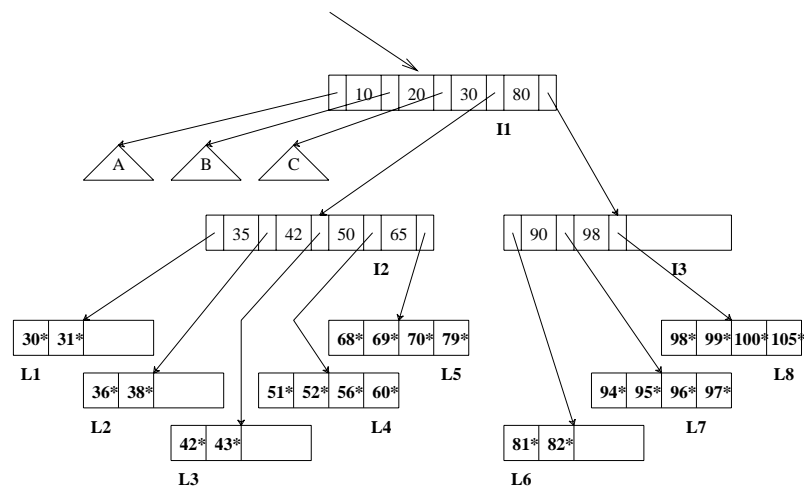 10 20 30 80
I1
A B C
35 42 50 65
I2
90 98
I3
30* 31*
L1
68* 69* 70* 79*
L5
98* 99* 100* 105*
L8
36* 38*
L2
51* 52* 56* 60*
L4
94* 95* 96* 97*
L7
42* 43*
L3
81* 82*
L6